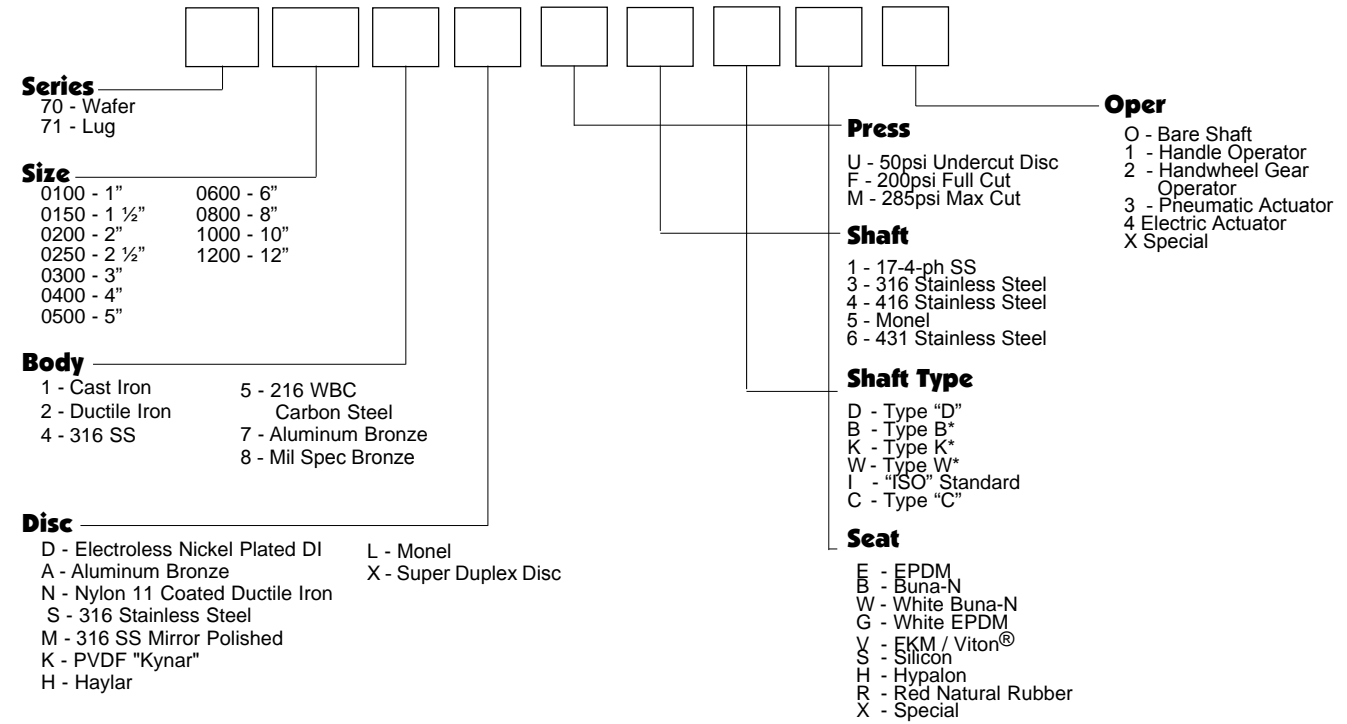 Series
70 - Wafer
71 - Lug
Size
0100 - 1”
0150 - 1 ½”
0200 - 2”
0250 - 2 ½”
0300 - 3”
0400 - 4”
0500 - 5”
0600 - 6”
0800 - 8”
1000 - 10”
1200 - 12”
Body
1 - Cast Iron
2 - Ductile Iron
4 - 316 SS
5 - 216 WBC
Carbon Steel
7 - Aluminum Bronze
8 - Mil Spec Bronze
Disc
D - Electroless Nickel Plated DI
A - Aluminum Bronze
N - Nylon 11 Coated Ductile Iron
S - 316 Stainless Steel
M - 316 SS Mirror Polished
K - PVDF "Kynar"
H - Haylar
L - Monel
X - Super Duplex Disc
Press
U - 50psi Undercut Disc
F - 200psi Full Cut
M - 285psi Max Cut
Shaft
1 - 17-4-ph SS
3 - 316 Stainless Steel
4 - 416 Stainless Steel
5 - Monel
6 - 431 Stainless Steel
Shaft Type
D - Type “D”
B - Type B*
K - Type K*
W - Type W*
I - “ISO” Standard
C - Type “C”
Seat
E - EPDM
B - Buna-N
W - White Buna-N
G - White EPDM
V - FKM / Viton®
S - Silicon
H - Hypalon
R - Red Natural Rubber
X - Special
Oper
O - Bare Shaft
1 - Handle Operator
2 - Handwheel Gear
Operator
3 - Pneumatic Actuator
4 Electric Actuator
X Special